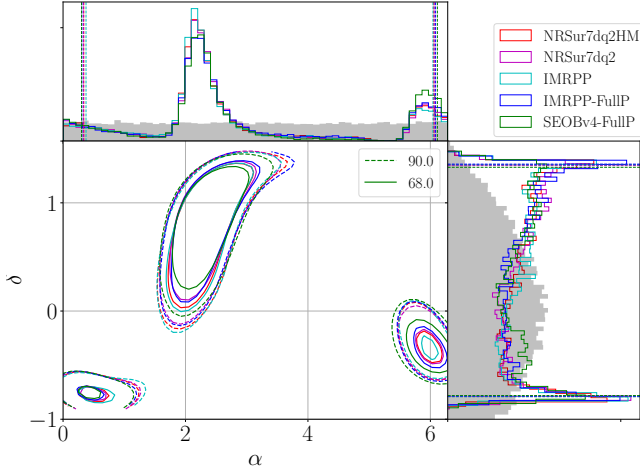 NRSur7dq2HM
NRSur7dq2
IMRPP
IMRPP-FullP
SEOBv4-FullP
90.0
68.0
1
0
−1
δ
0
2
4
6
α